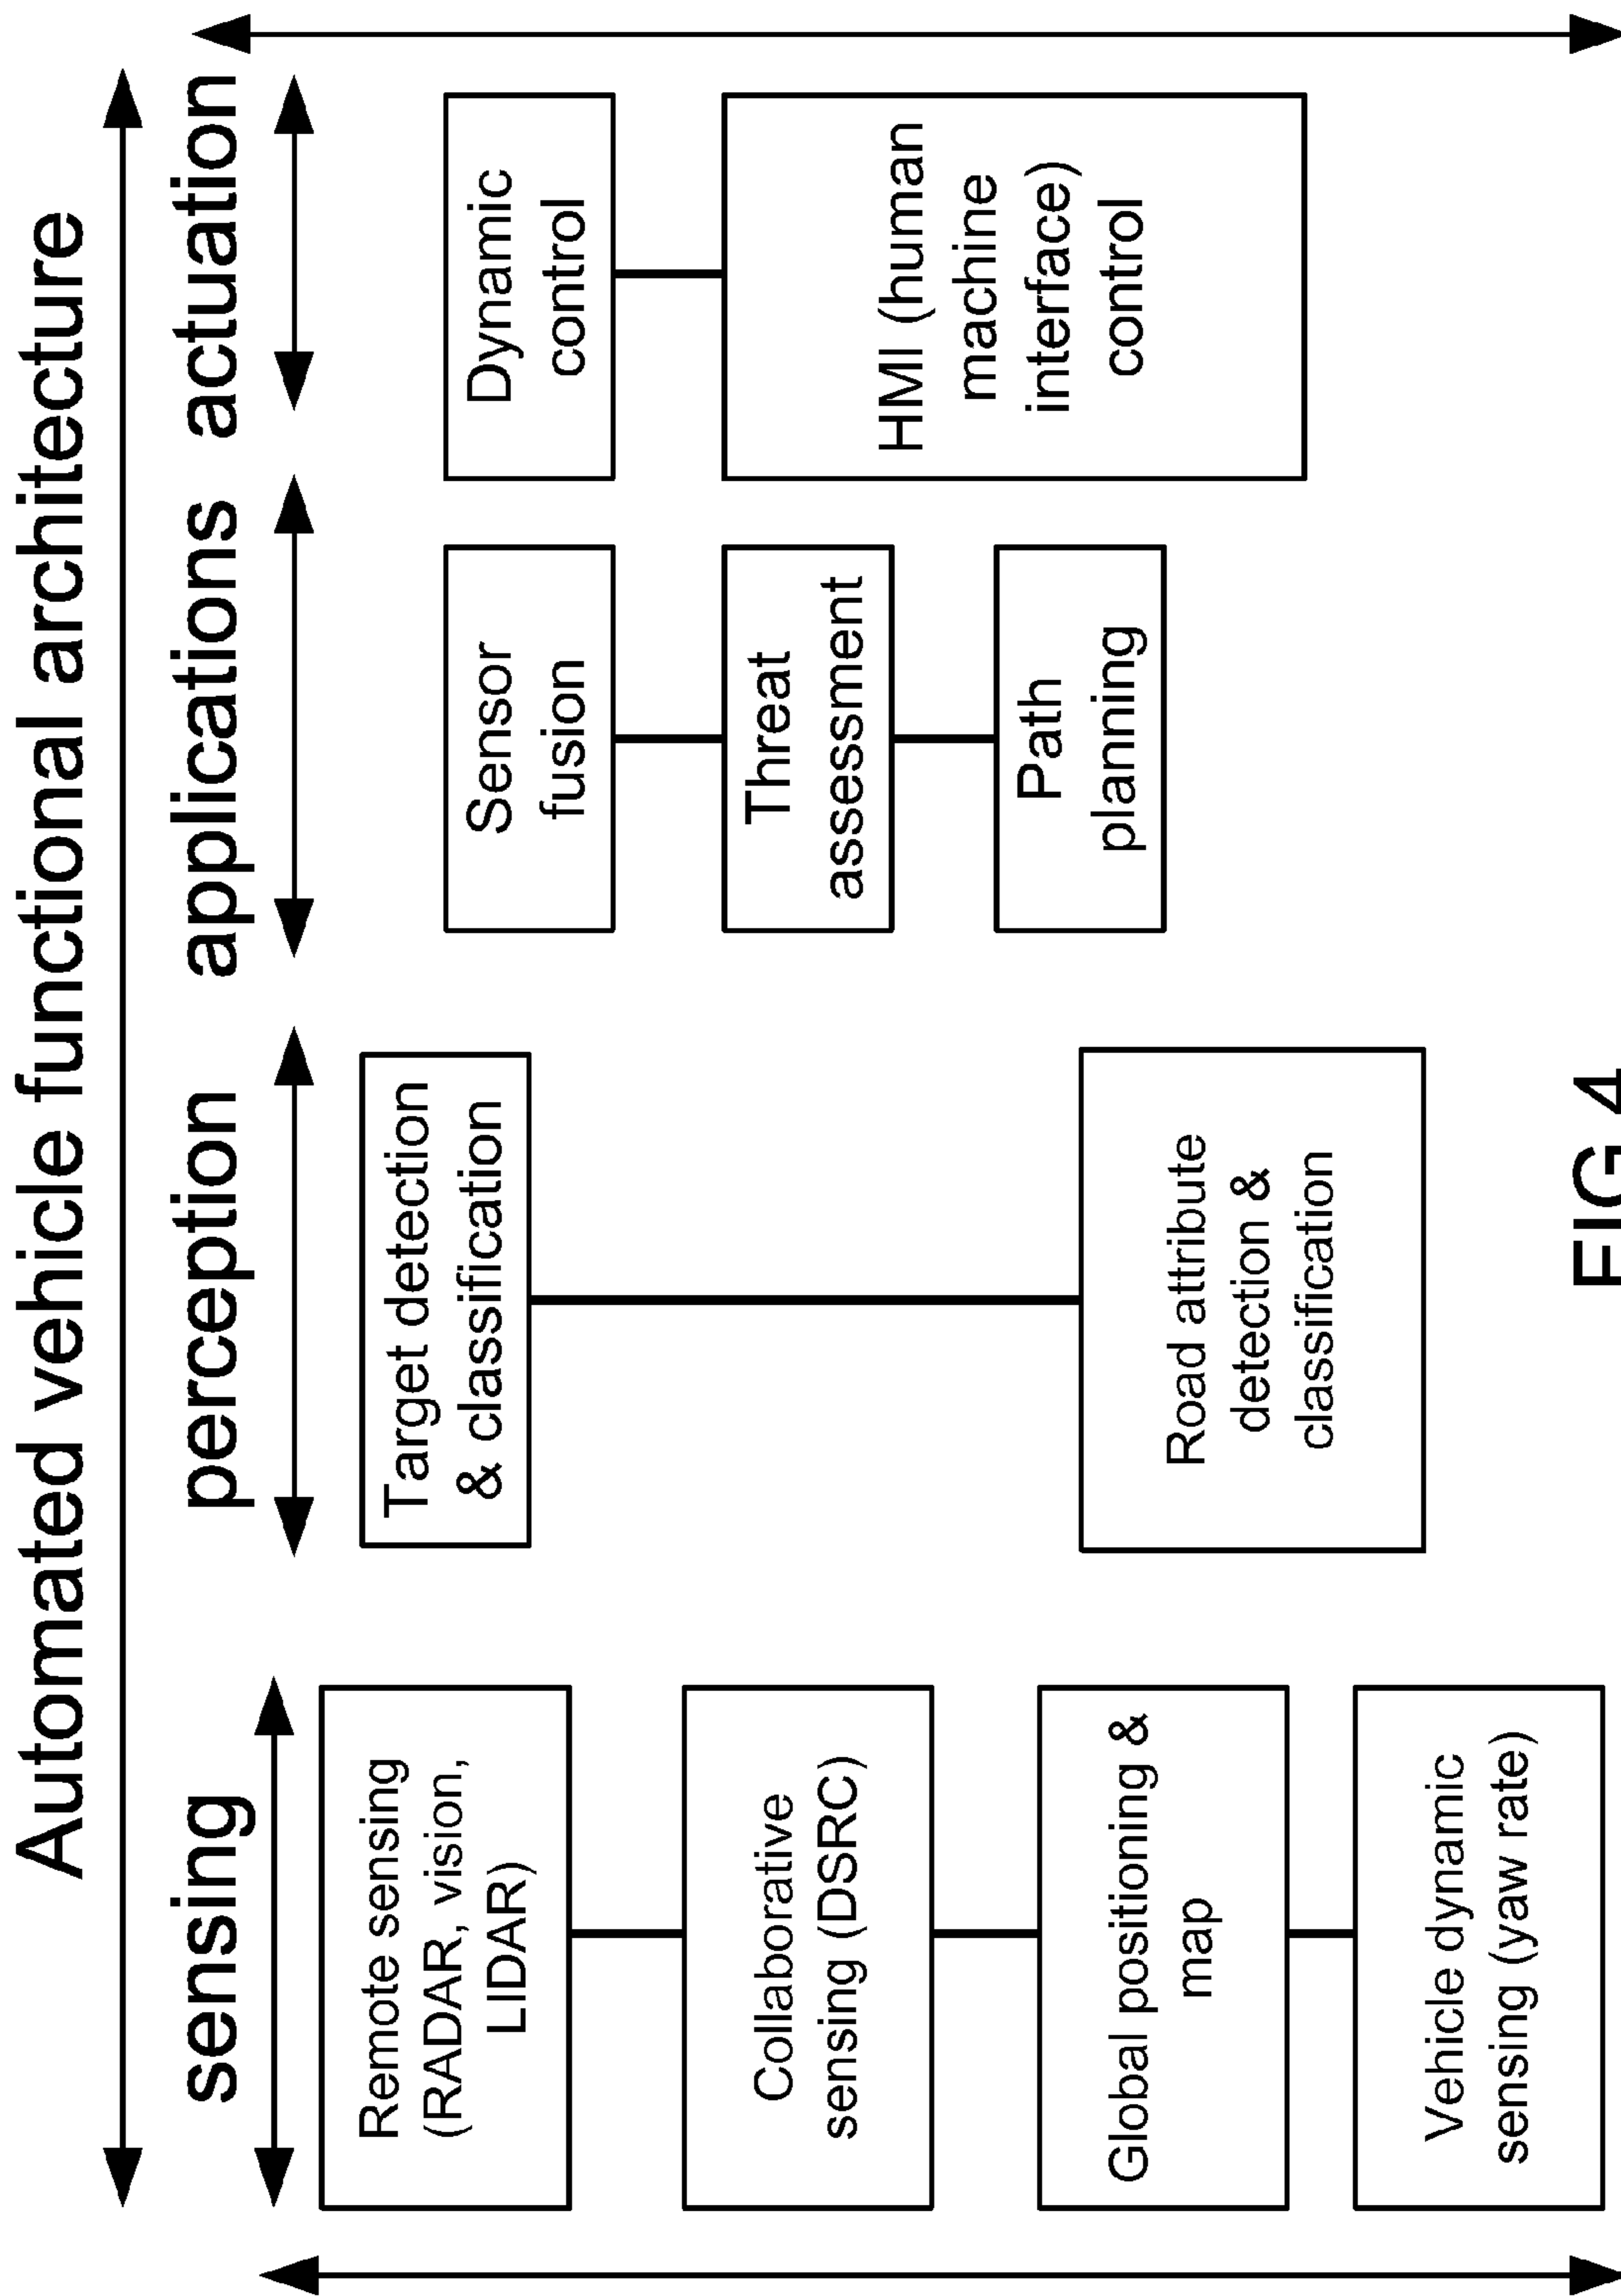 Automated vehicle functional architecture
sensing
perception
applications
actuation
Remote sensing
(RADAR, vision,
LIDAR)
Collaborative
sensing (DSRC)
Global positioning &
map
Vehicle dynamic
sensing (yaw rate)
Target detection
& classification
Road attribute
detection &
classification
Sensor
fusion
Threat
assessment
Path
planning
Dynamic
control
HMI (human
machine
interface)
control
FIG 4